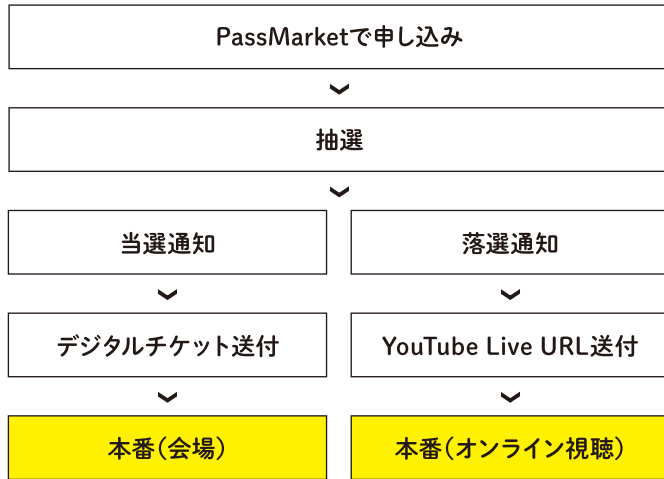 PassMarketで申し込み
抽選
当選通知
落選通知
デジタルチケット送付
YouTube Live URL送付
本番(会場)
本番(オンライン視聴)